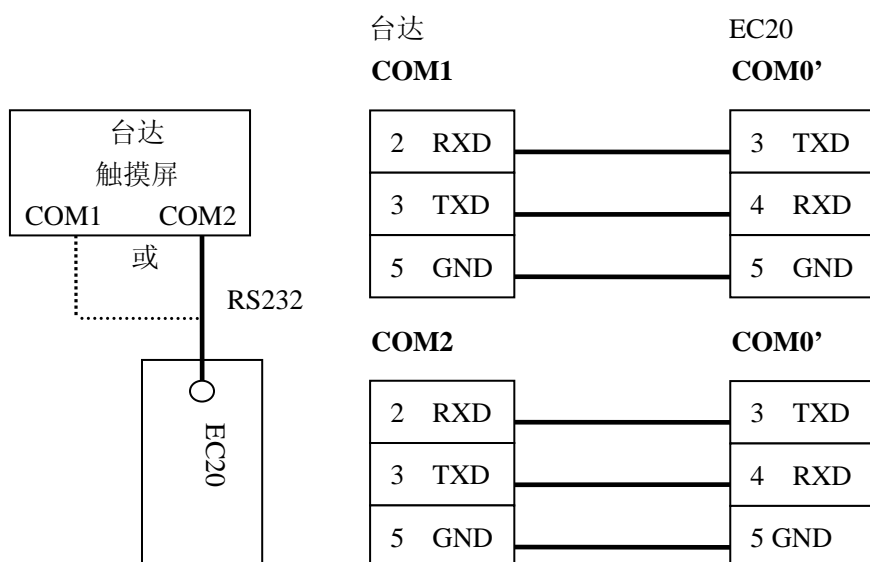 台达
EC20
COM1
COM0’
台达
触摸屏
COM1
COM2
或
RS232
EC20
2 RXD
3 TXD
3 TXD
4 RXD
5 GND
5 GND
COM2
COM0’
2 RXD
3 TXD
3 TXD
4 RXD
5 GND
5 GND